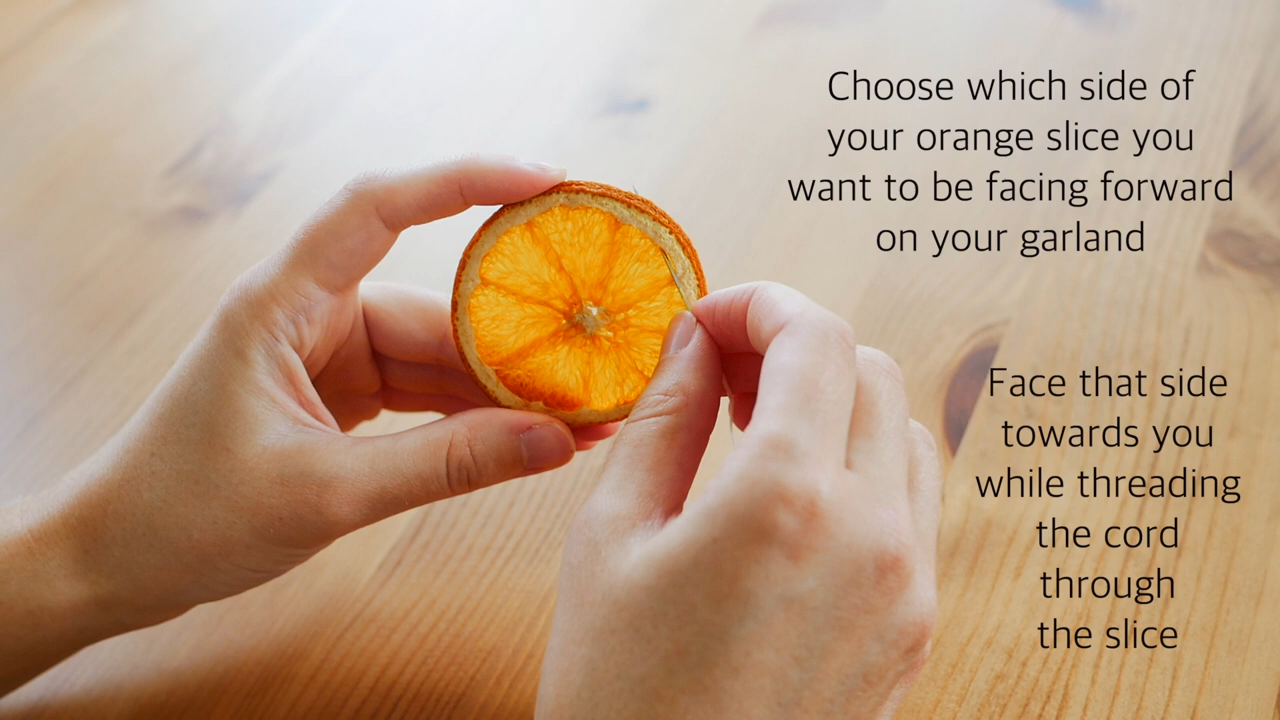 Choose which side of
your orange slice you
want to be facing forward
on your garland
Face that side
towards you
while threading
the cord
through
the slice